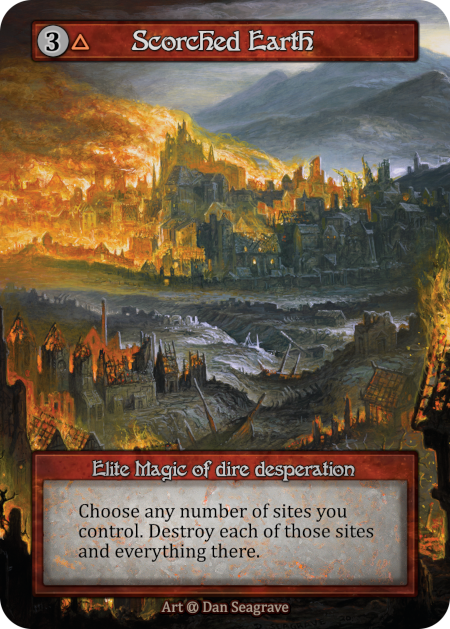 3 Scorched Earth
Elite Magic of dire desperation
Choose any number of sites you
control. Destroy each of those sites
and everything there.
Art @ Dan Seagrave